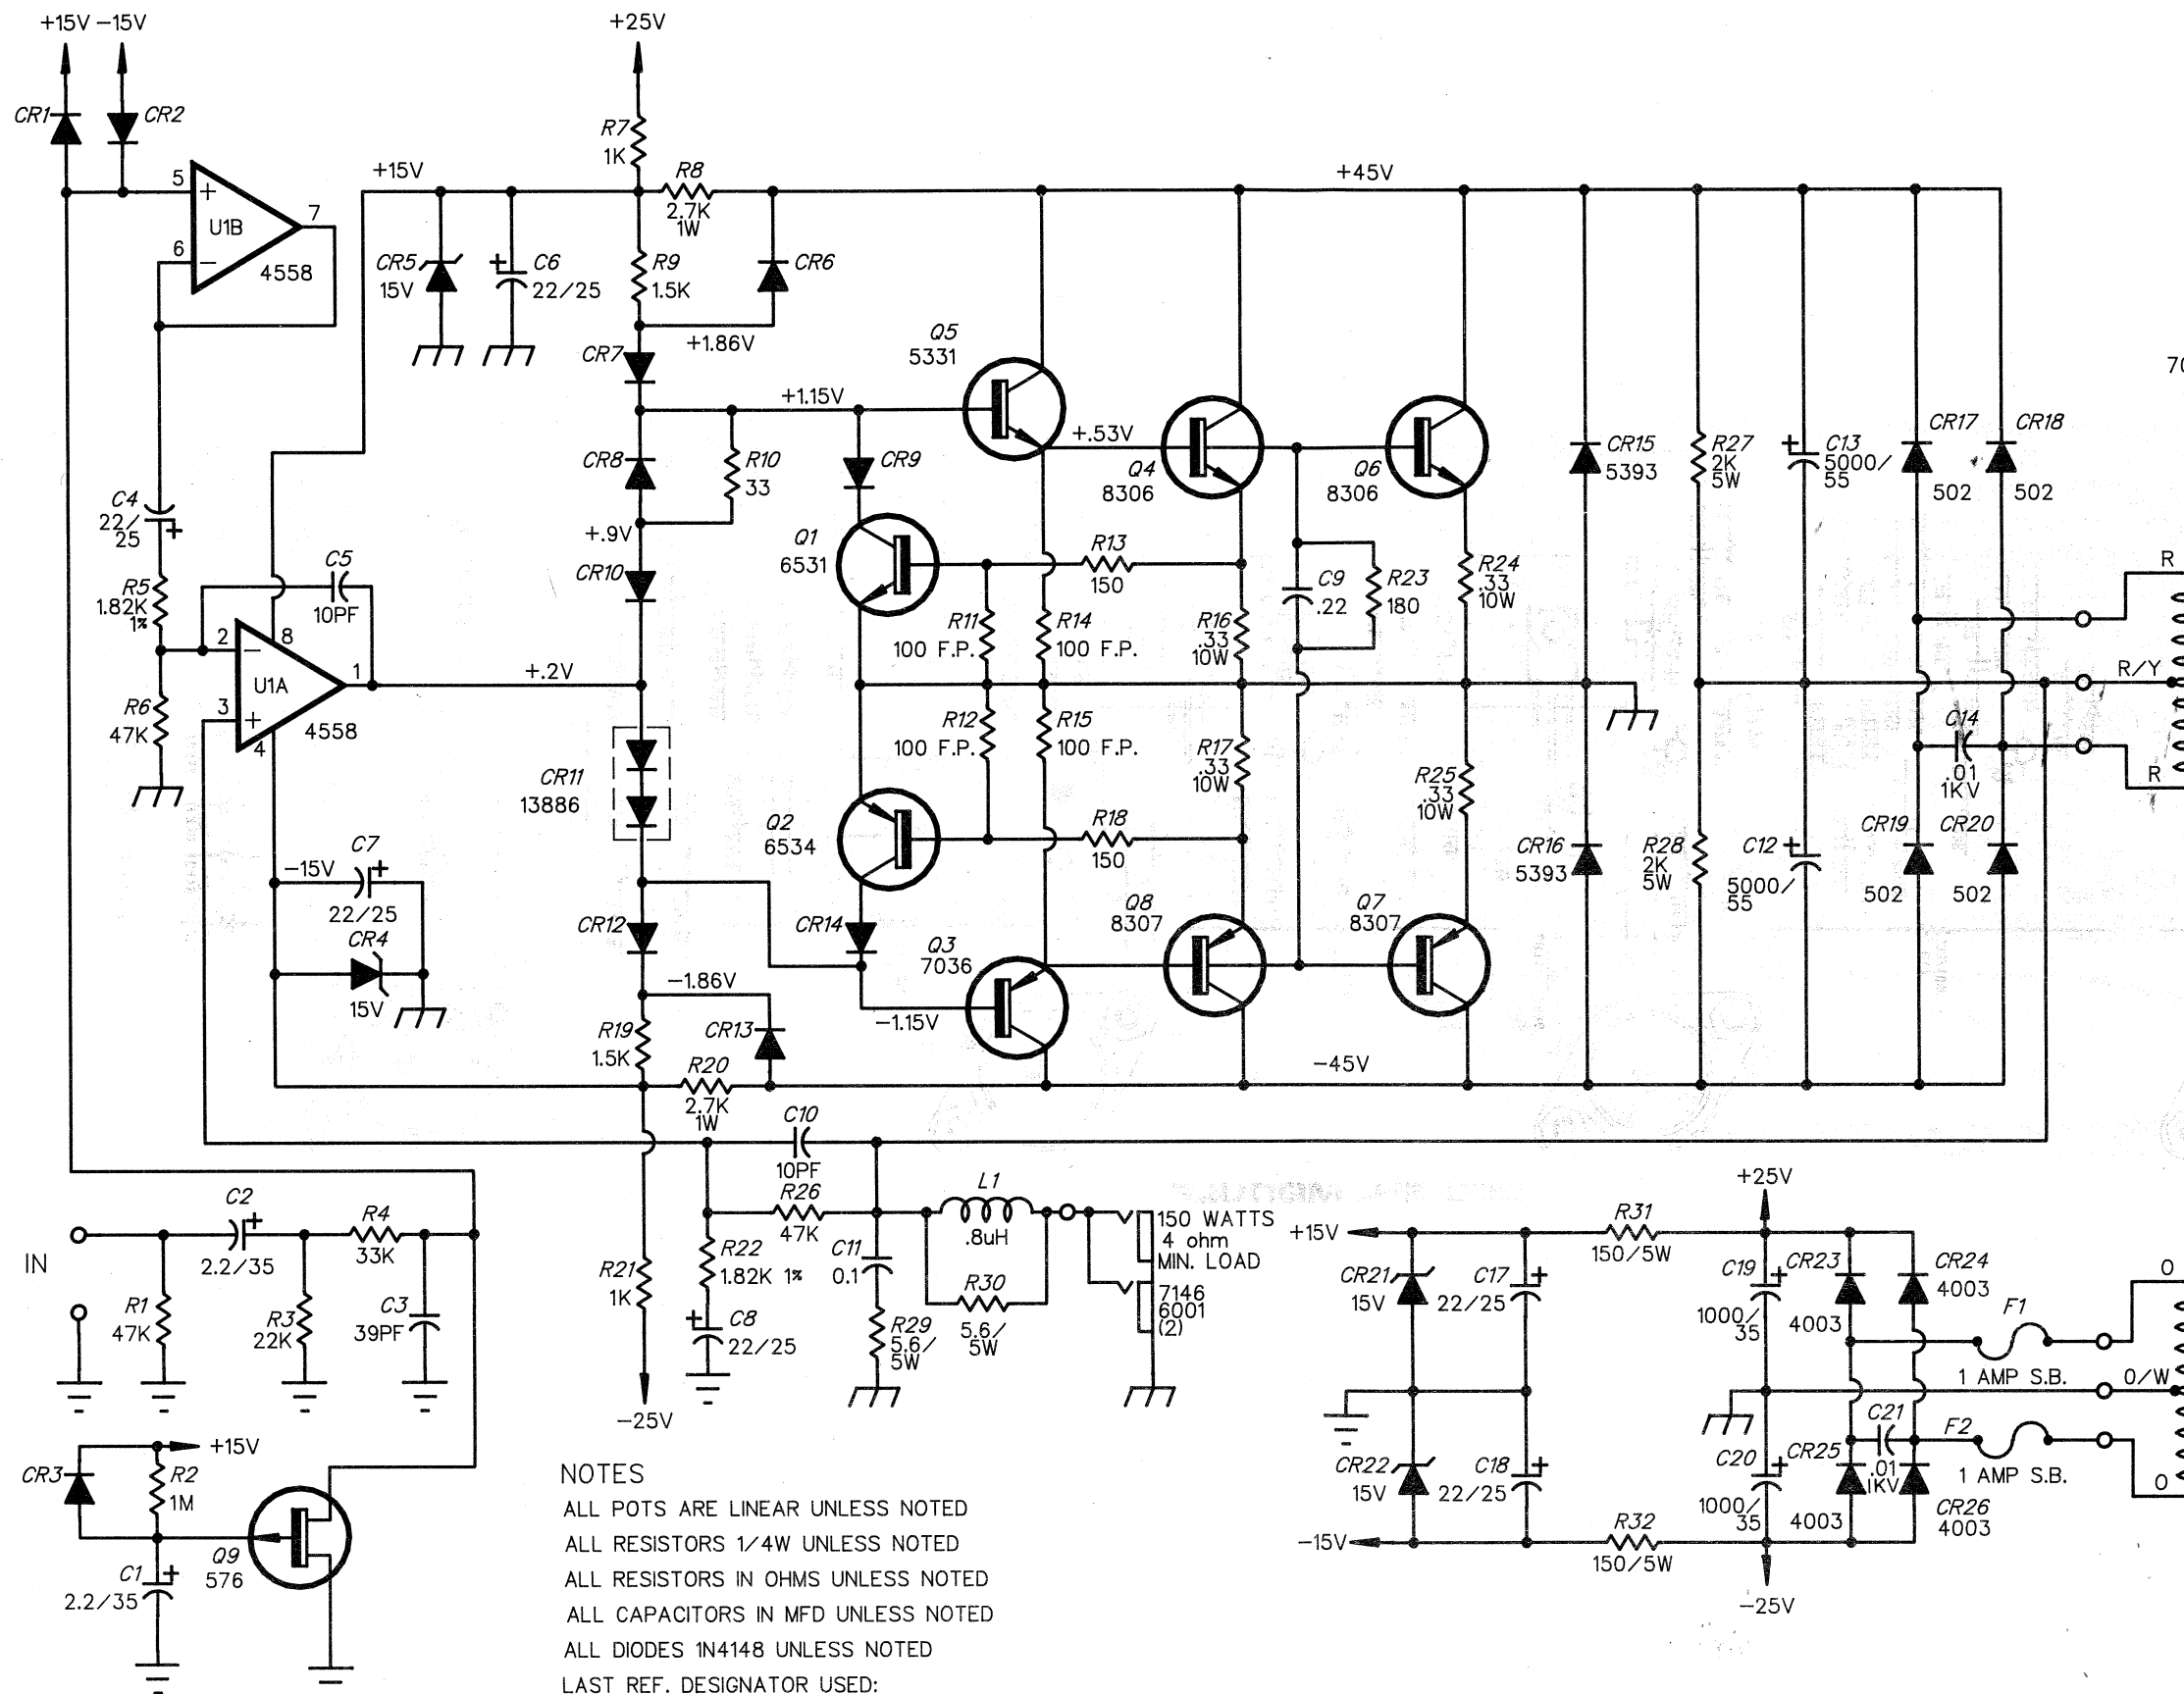 +15V -15V
+25V
CR1
CR2
R7
1K
+15V
R8
2.7K
1W
+45V
5
+
U1B
7
6
-
4558
CR5
15V
+
C6
22/25
R9
1.5K
CR6
+1.86V
CR7
Q5
5331
70
+1.15V
CR8
R10
33
CR9
+.53V
Q4
8306
Q6
8306
CR15
5393
R27
2K
5W
+
C13
5000/
55
CR17
502
CR18
502
C4
22/
25
+
+.9V
Q1
6531
R13
150
CR10
C5
10PF
R5
1.82K
1%
C9
.22
R23
180
R24
.33
10W
R
R11
100 F.P.
R14
100 F.P.
R16
.33
10W
2
-
8
U1A
1
+.2V
R/Y
3
+
4
4558
R6
47K
R12
100 F.P.
R15
100 F.P.
R17
.33
10W
C14
.01
1KV
R
CR11
13886
R25
.33
10W
Q2
6534
R18
150
CR16
5393
R28
2K
5W
C12
+
5000/
55
CR19
502
CR20
502
-15V
C7
+
22/25
CR4
15V
CR12
CR14
Q8
8307
Q7
8307
Q3
7036
-1.86V
-1.15V
R19
1.5K
CR13
R20
2.7K
1W
-45V
C10
10PF
R26
47K
L1
.8uH
150 WATTS
4 ohm
MIN. LOAD
7146
6001
(2)
C2
+
2.2/35
R4
33K
IN
R1
47K
R3
22K
C3
39PF
R21
1K
R22
1.82K 1%
C11
0.1
R30
5.6/
5W
+
C8
22/25
R29
5.6/
5W
-25V
+25V
+15V
R31
150/5W
CR21
15V
C17
+
22/25
C19
+
1000/
35
CR23
4003
CR24
4003
O
F1
1 AMP S.B.
O/W
F2
C21
.01
1KV
CR22
15V
C18
+
22/25
C20
+
1000/
35
CR25
4003
1 AMP S.B.
O
CR26
4003
-15V
R32
150/5W
-25V
+15V
CR3
R2
1M
Q9
576
C1
+
2.2/35
NOTES
ALL POTS ARE LINEAR UNLESS NOTED
ALL RESISTORS 1/4W UNLESS NOTED
ALL RESISTORS IN OHMS UNLESS NOTED
ALL CAPACITORS IN MFD UNLESS NOTED
ALL DIODES 1N4148 UNLESS NOTED
LAST REF. DESIGNATOR USED: